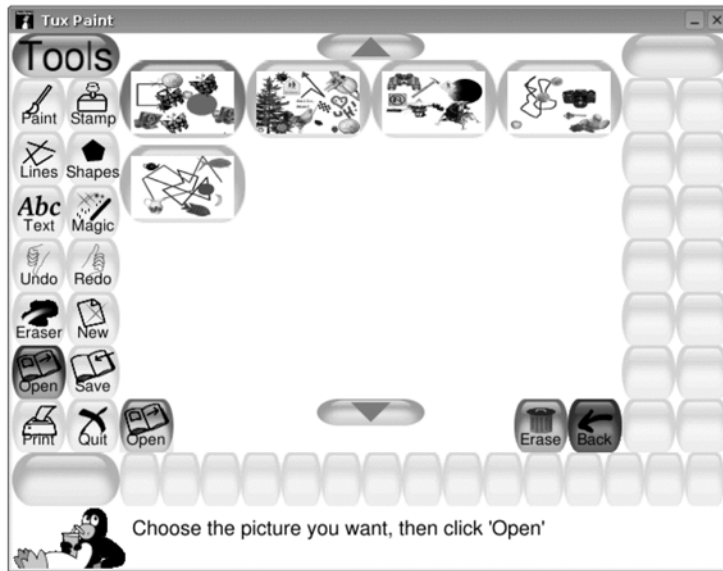 Tux Paint
Tools
Paint Stamp
Lines Shapes
Abc
Text Magic
Undo Redo
Eraser New
Open Save
Print Quit Open Erase Back
Choose the picture you want, then click 'Open'